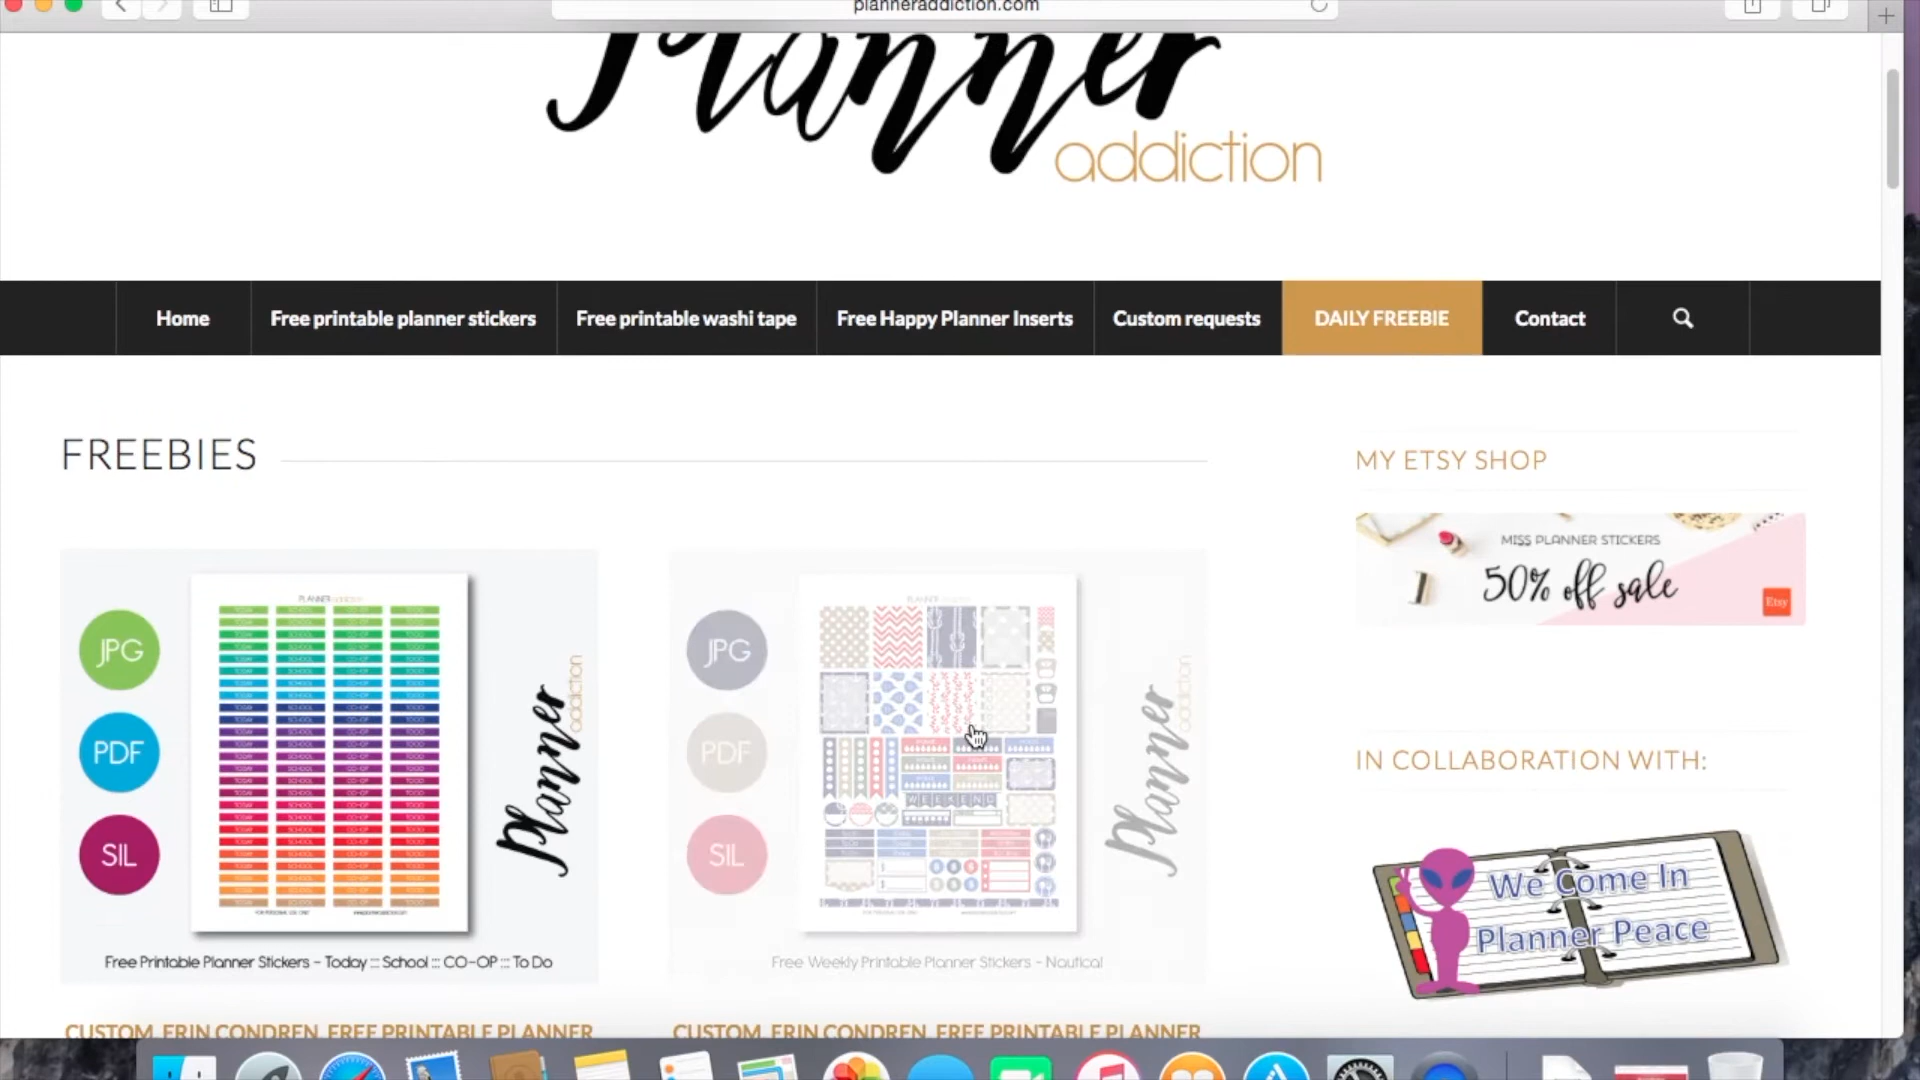 planneraddiction.com
Planner
addiction
Home Free printable planner stickers Free printable washi tape Free Happy Planner Inserts Custom requests DAILY FREEBIE Contact
FREEBIES
JPG
PDF
SIL
PLANNER addiction
Planner addiction
Free Printable Planner Stickers - Today ::: School ::: CO-OP ::: To Do
JPG
PDF
SIL
WEEKEND
Planner addiction
Free Weekly Printable Planner Stickers - Nautical
CUSTOM, ERIN CONDREN, FREE PRINTABLE PLANNER
CUSTOM, ERIN CONDREN, FREE PRINTABLE PLANNER
MY ETSY SHOP
MISS PLANNER STICKERS
50% off sale
Etsy
IN COLLABORATION WITH:
We Come In
Planner Peace